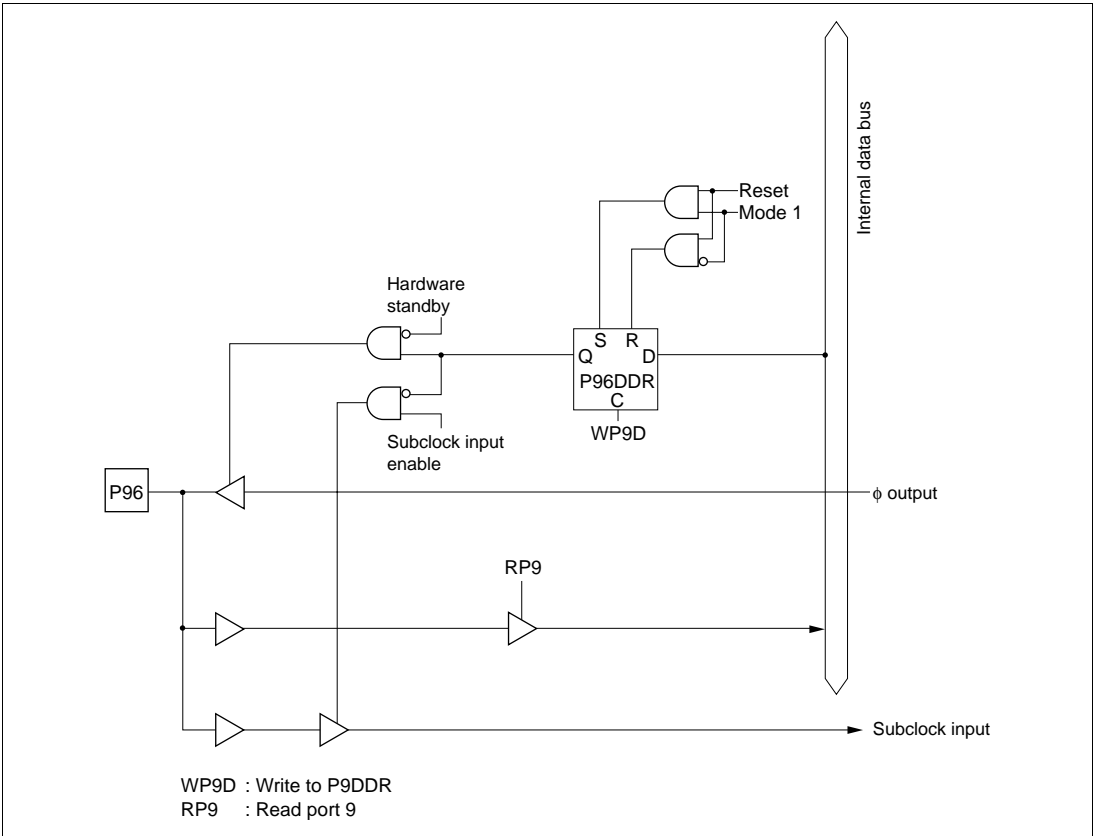 Internal data bus
Reset
Mode 1
Hardware
standby
S R
Q D
P96DDR
C
WP9D
Subclock input
enable
P96
φ output
RP9
Subclock input
WP9D : Write to P9DDR
RP9 : Read port 9